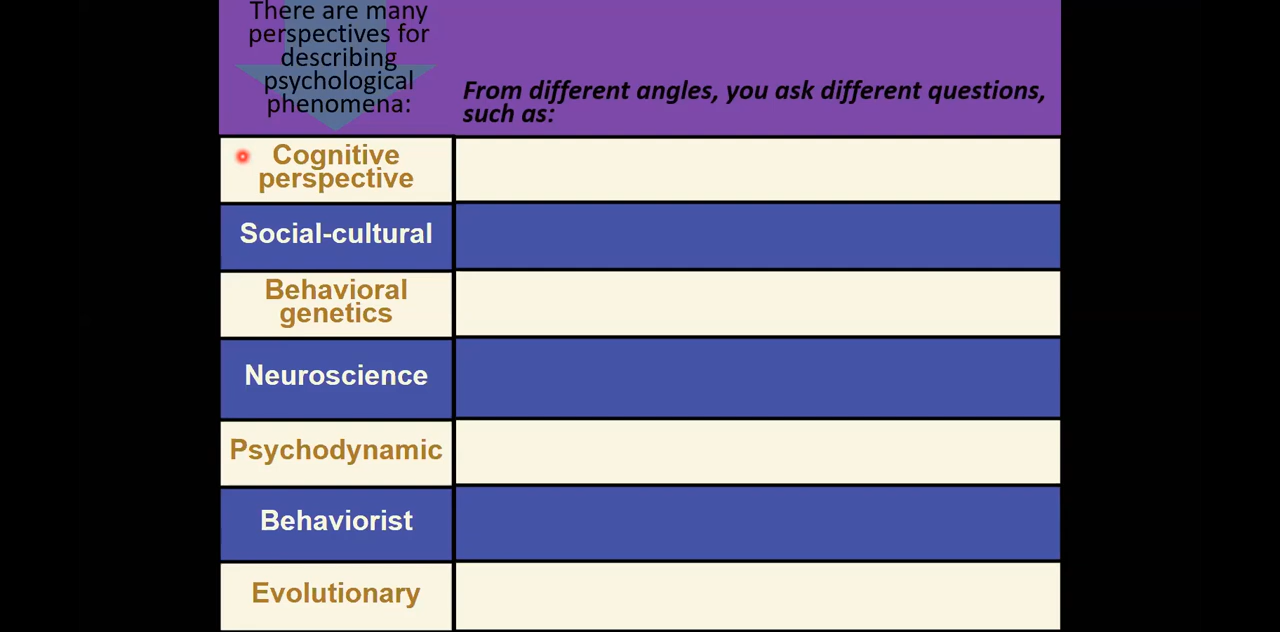 There are many
perspectives for
describing
psychological
phenomena:
From different angles, you ask different questions,
such as:
Cognitive
perspective
Social-cultural
Behavioral
genetics
Neuroscience
Psychodynamic
Behaviorist
Evolutionary